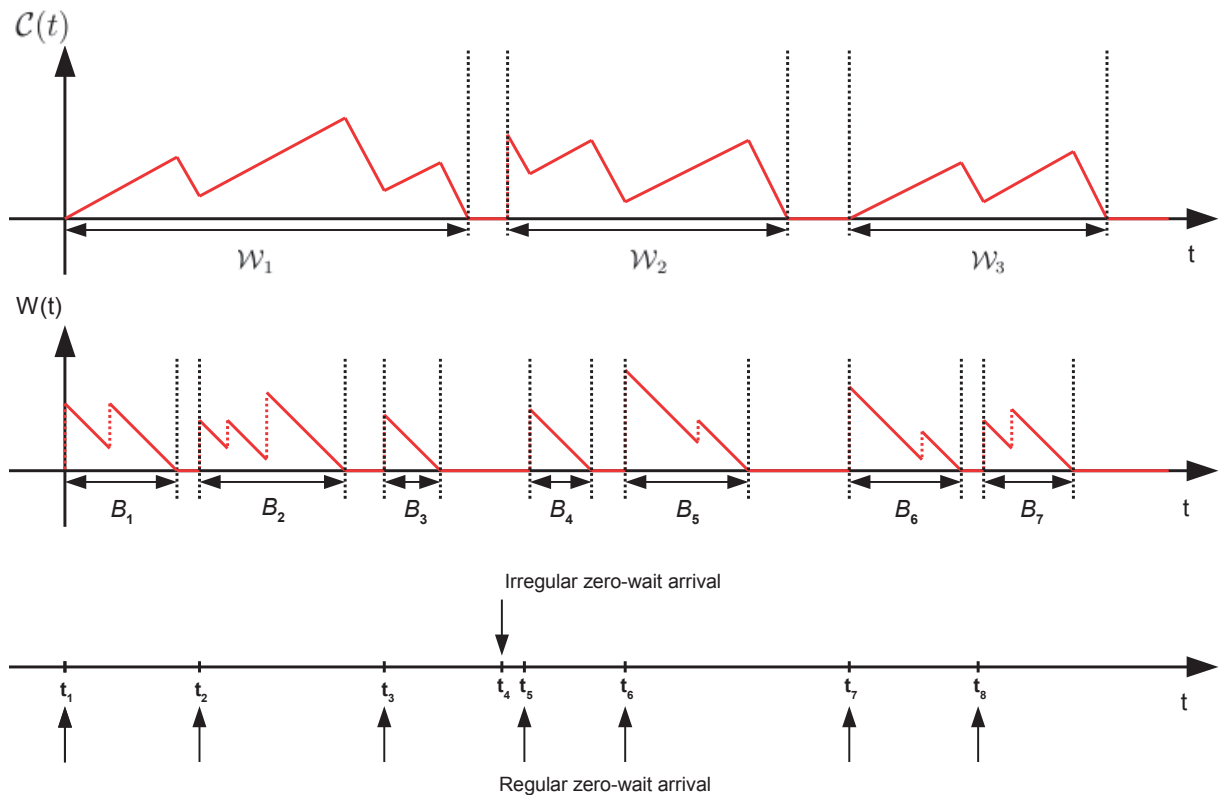 C(t)
W₁ W₂ W₃ t
W(t)
B₁ B₂ B₃ B₄ B₅ B₆ B₇ t
Irregular zero-wait arrival
t₁ t₂ t₃ t₄ t₅ t₆ t₇ t₈ t
Regular zero-wait arrival